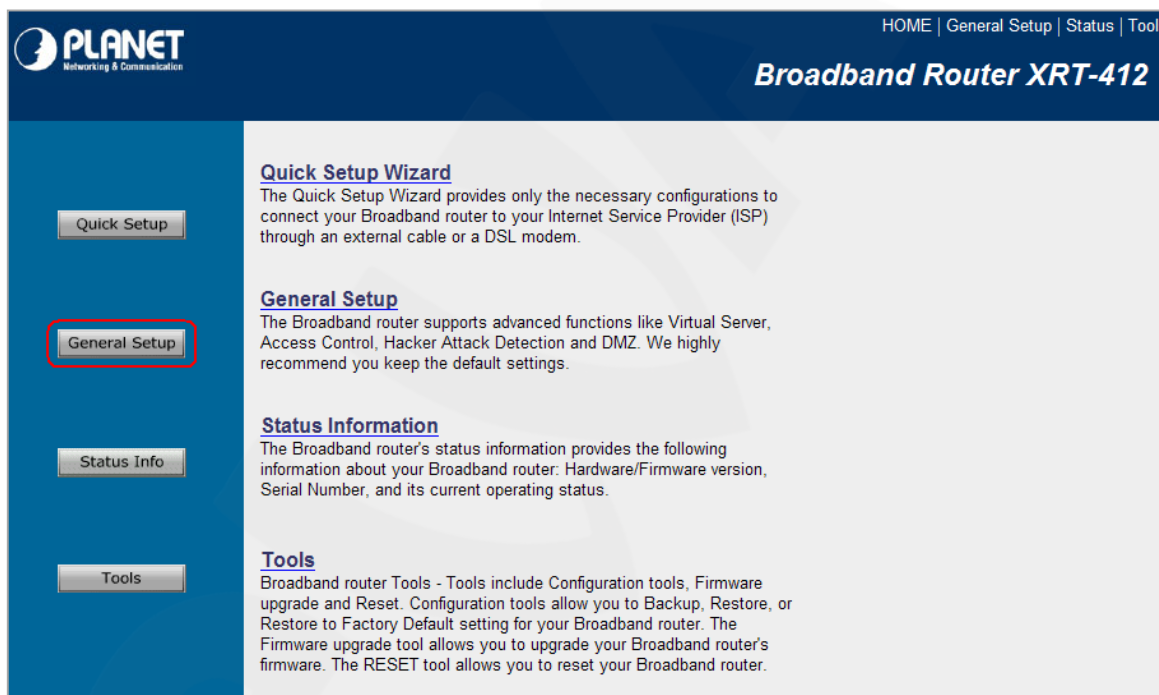 PLANET
Networking & Communication
HOME | General Setup | Status | Tool
Broadband Router XRT-412
Quick Setup
General Setup
Status Info
Tools
Quick Setup Wizard
The Quick Setup Wizard provides only the necessary configurations to
connect your Broadband router to your Internet Service Provider (ISP)
through an external cable or a DSL modem.
General Setup
The Broadband router supports advanced functions like Virtual Server,
Access Control, Hacker Attack Detection and DMZ. We highly
recommend you keep the default settings.
Status Information
The Broadband router's status information provides the following
information about your Broadband router: Hardware/Firmware version,
Serial Number, and its current operating status.
Tools
Broadband router Tools - Tools include Configuration tools, Firmware
upgrade and Reset. Configuration tools allow you to Backup, Restore, or
Restore to Factory Default setting for your Broadband router. The
Firmware upgrade tool allows you to upgrade your Broadband router's
firmware. The RESET tool allows you to reset your Broadband router.